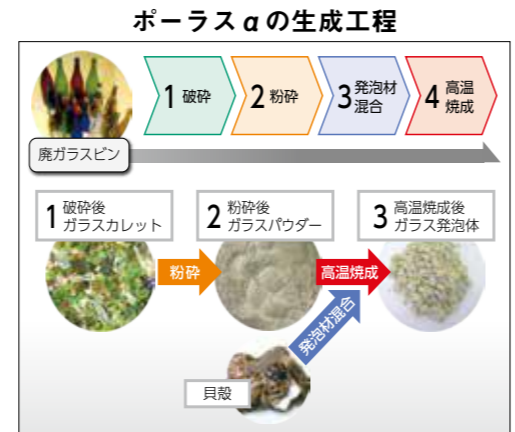 ポーラスαの生成工程
1 破砕
2 粉砕
3 発泡材
混合
4 高温
焼成
廃ガラスビン
1 破砕後
ガラスカレット
2 粉砕後
ガラスパウダー
3 高温焼成後
ガラス発泡体
粉砕
高温焼成
発泡材混合
貝殻